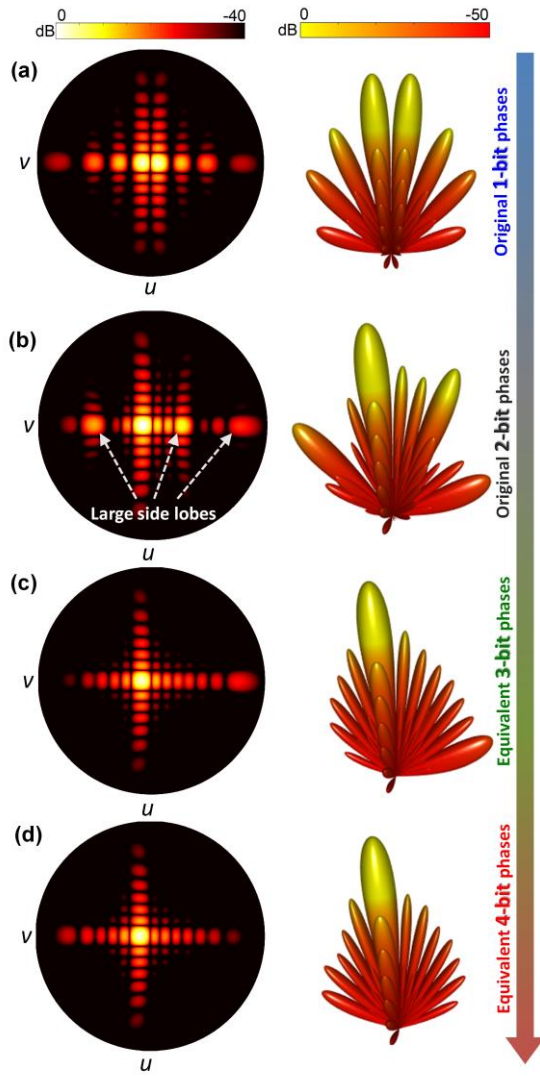 0 -40
dB
0 -50
dB
(a)
v
u
Original 1-bit phases
(b)
v
Large side lobes
u
Original 2-bit phases
(c)
v
u
Equivalent 3-bit phases
(d)
v
u
Equivalent 4-bit phases